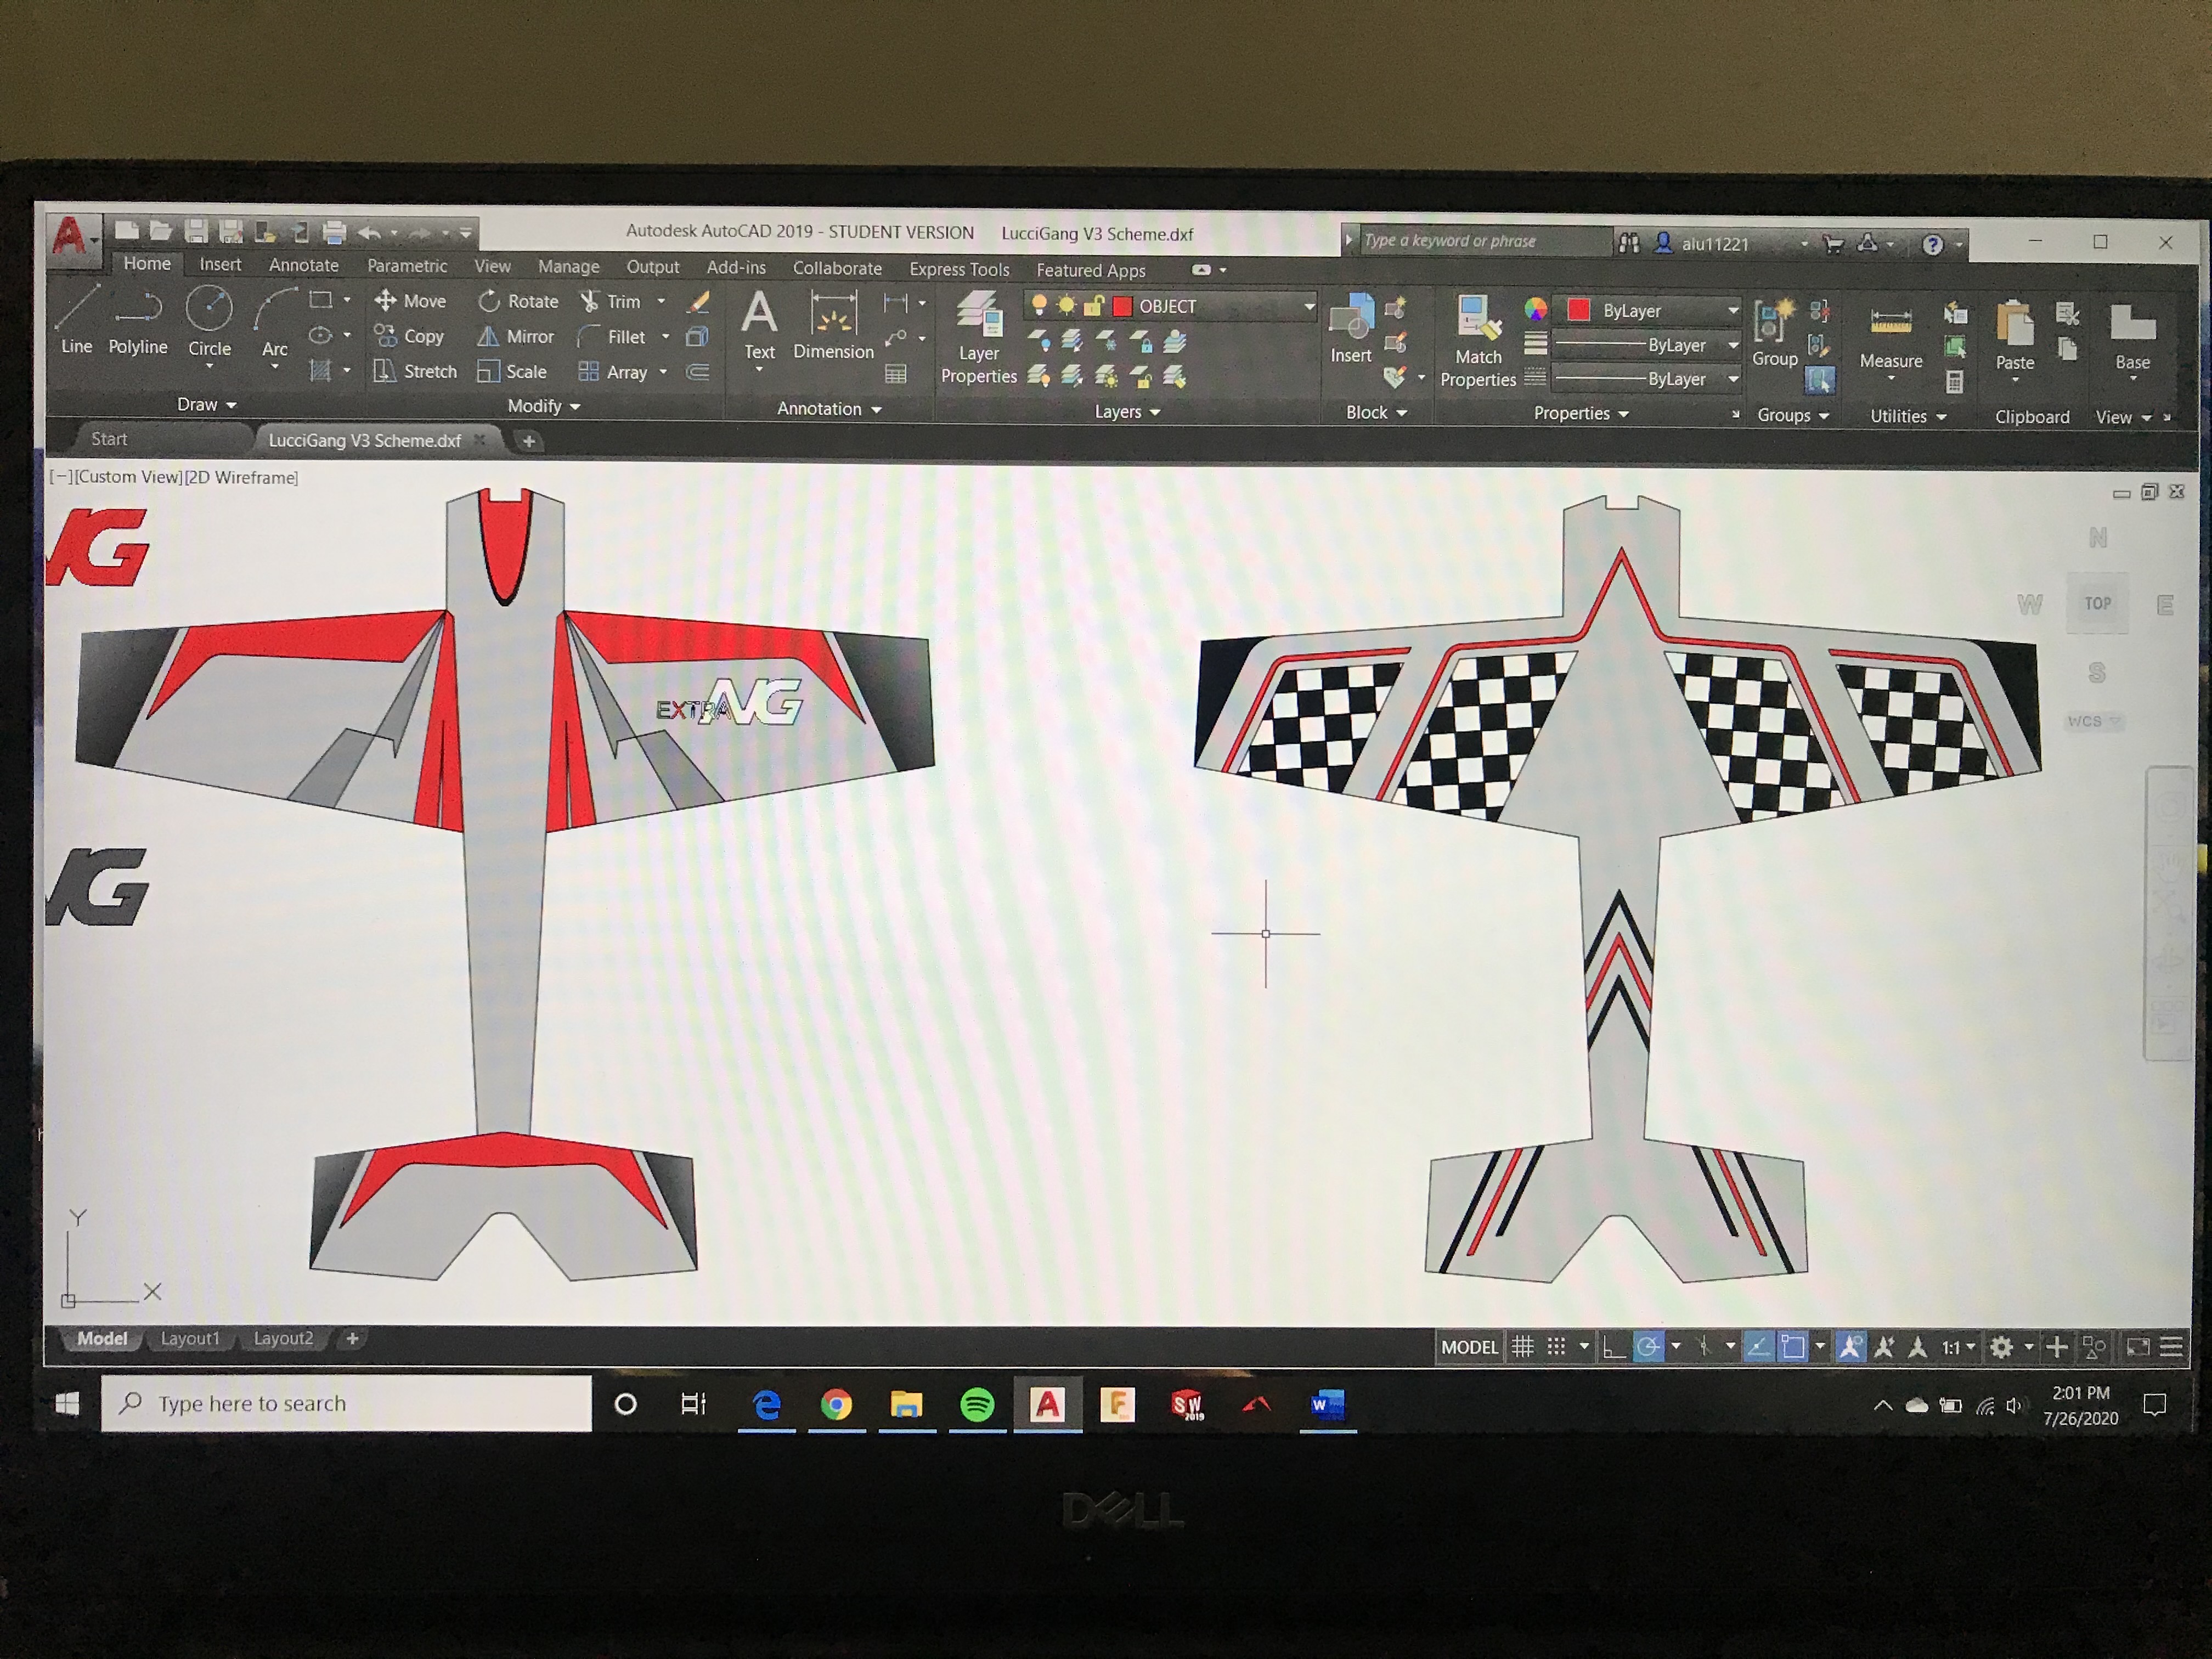 Autodesk AutoCAD 2019 - STUDENT VERSION LucciGang V3 Scheme.dxf
Type a keyword or phrase
alu11221
Home Insert Annotate Parametric View Manage Output Add-ins Collaborate Express Tools Featured Apps
Line Polyline Circle Arc
Move Rotate Trim
Copy Mirror Fillet
Stretch Scale Array
Text Dimension
Layer Properties
OBJECT
Insert
Match Properties
ByLayer
ByLayer
ByLayer
Group
Measure
Paste
Base
Draw Modify Annotation Layers Block Properties Groups Utilities Clipboard View
Start LucciGang V3 Scheme.dxf
[−][Custom View][2D Wireframe]
NG
EXTRA NG
NG
N
W TOP E
S
WCS
Y
X
Model Layout1 Layout2 +
MODEL 1:1
Type here to search
SW
2019
W
2:01 PM
7/26/2020
DELL